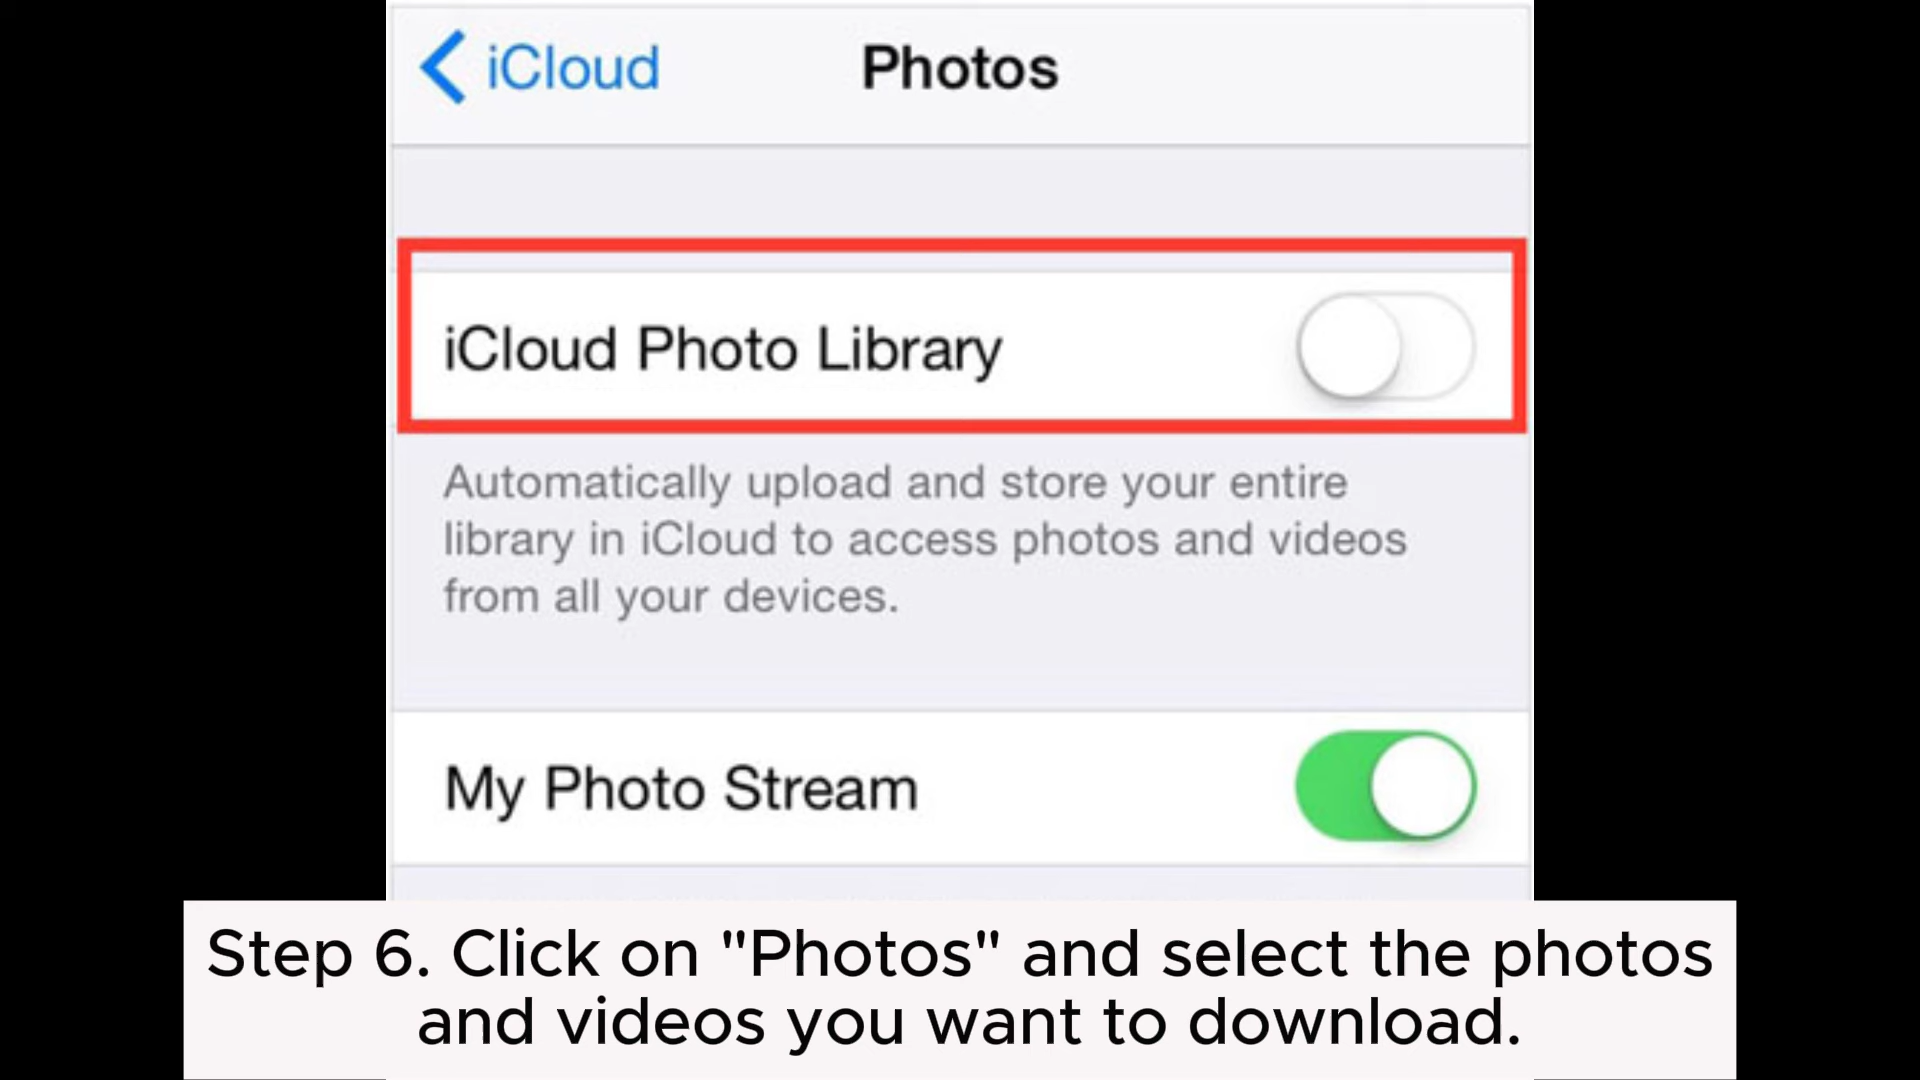 iCloud Photos
iCloud Photo Library
Automatically upload and store your entire
library in iCloud to access photos and videos
from all your devices.
My Photo Stream
Step 6. Click on "Photos" and select the photos
and videos you want to download.